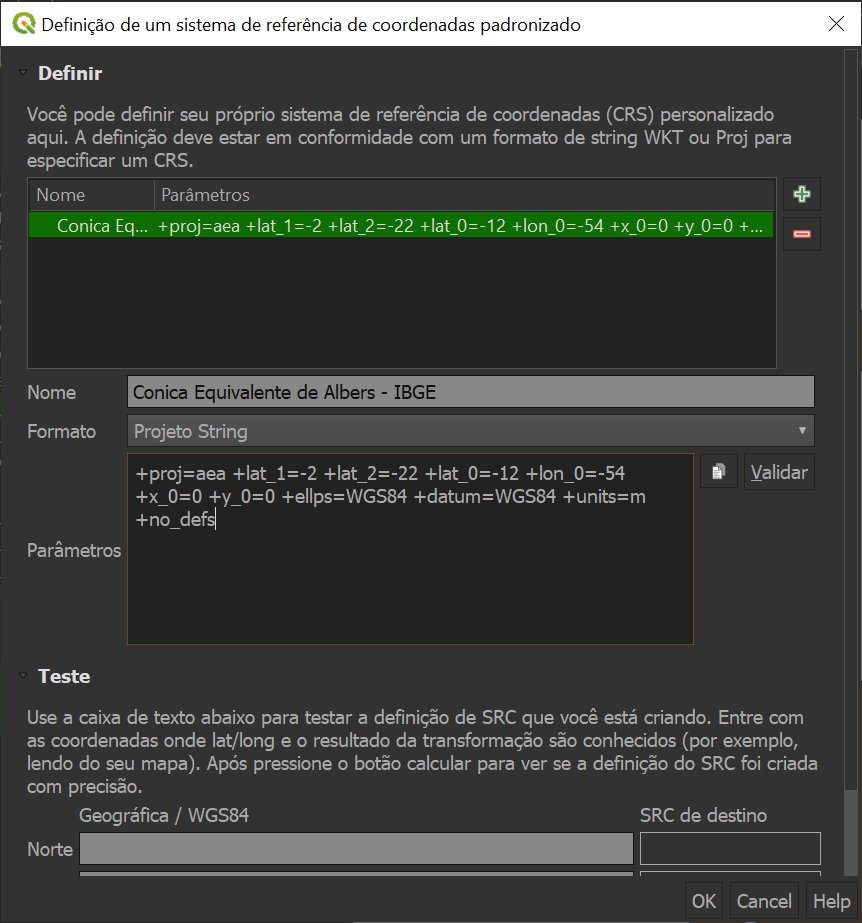 Definição de um sistema de referência de coordenadas padronizado
Definir
Você pode definir seu próprio sistema de referência de coordenadas (CRS) personalizado
aqui. A definição deve estar em conformidade com um formato de string WKT ou Proj para
especificar um CRS.
Nome Parâmetros
Conica Eq... +proj=aea +lat_1=-2 +lat_2=-22 +lat_0=-12 +lon_0=-54 +x_0=0 +y_0=0 +...
Nome Conica Equivalente de Albers - IBGE
Formato Projeto String
+proj=aea +lat_1=-2 +lat_2=-22 +lat_0=-12 +lon_0=-54
+x_0=0 +y_0=0 +ellps=WGS84 +datum=WGS84 +units=m
+no_defs
Validar
Parâmetros
Teste
Use a caixa de texto abaixo para testar a definição de SRC que você está criando. Entre com
as coordenadas onde lat/long e o resultado da transformação são conhecidos (por exemplo,
lendo do seu mapa). Após pressione o botão calcular para ver se a definição do SRC foi criada
com precisão.
Geográfica / WGS84 SRC de destino
Norte
OK Cancel Help